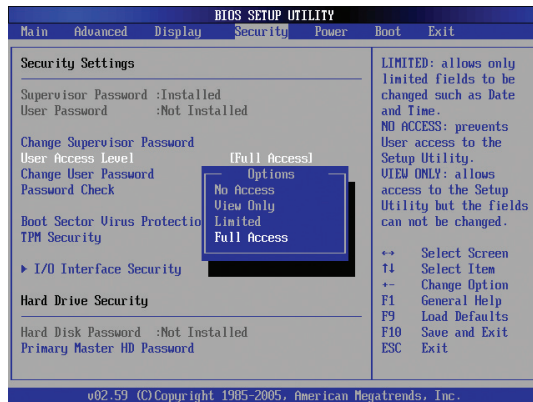 BIOS SETUP UTILITY
Main Advanced Display Security Power Boot Exit
Security Settings
Supervisor Password :Installed
User Password :Not Installed
Change Supervisor Password
User Access Level [Full Access]
Change User Password
Password Check
Boot Sector Virus Protectio
TPM Security
I/O Interface Security
Hard Drive Security
Hard Disk Password :Not Installed
Primary Master HD Password
Options
No Access
View Only
Limited
Full Access
LIMITED: allows only
limited fields to be
changed such as Date
and Time.
NO ACCESS: prevents
User access to the
Setup Utility.
VIEW ONLY: allows
access to the Setup
Utility but the fields
can not be changed.
↔ Select Screen
↑↓ Select Item
+- Change Option
F1 General Help
F9 Load Defaults
F10 Save and Exit
ESC Exit
v02.59 (C)Copyright 1985-2005, American Megatrends, Inc.